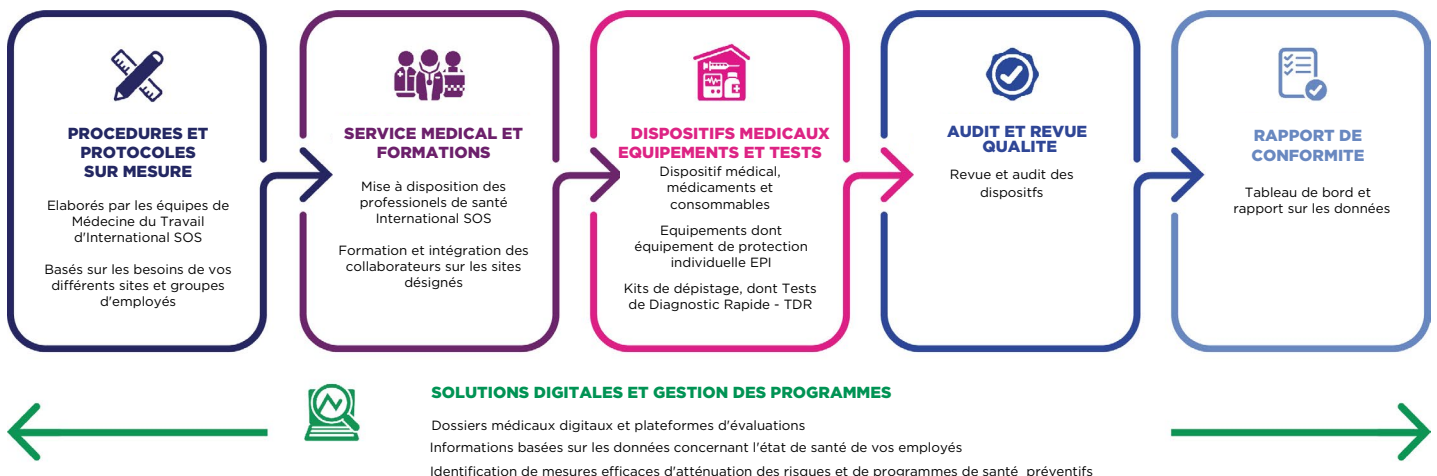 PROCEDURES ET
PROTOCOLES
SUR MESURE
Elaborés par les équipes de
Médecine du Travail
d'International SOS
Basés sur les besoins de vos
différents sites et groupes
d'employés
SERVICE MEDICAL ET
FORMATIONS
Mise à disposition des
professionels de santé
International SOS
Formation et intégration des
collaborateurs sur les sites
désignés
DISPOSITIFS MEDICAUX
EQUIPEMENTS ET TESTS
Dispositif médical,
médicaments et
consommables
Equipements dont
équipement de protection
individuelle EPI
Kits de dépistage, dont Tests
de Diagnostic Rapide - TDR
AUDIT ET REVUE
QUALITE
Revue et audit des
dispositfs
RAPPORT DE
CONFORMITE
Tableau de bord et
rapport sur les données
SOLUTIONS DIGITALES ET GESTION DES PROGRAMMES
Dossiers médicaux digitaux et plateformes d'évaluations
Informations basées sur les données concernant l'état de santé de vos employés
Identification de mesures efficaces d'atténuation des risques et de programmes de santé préventifs